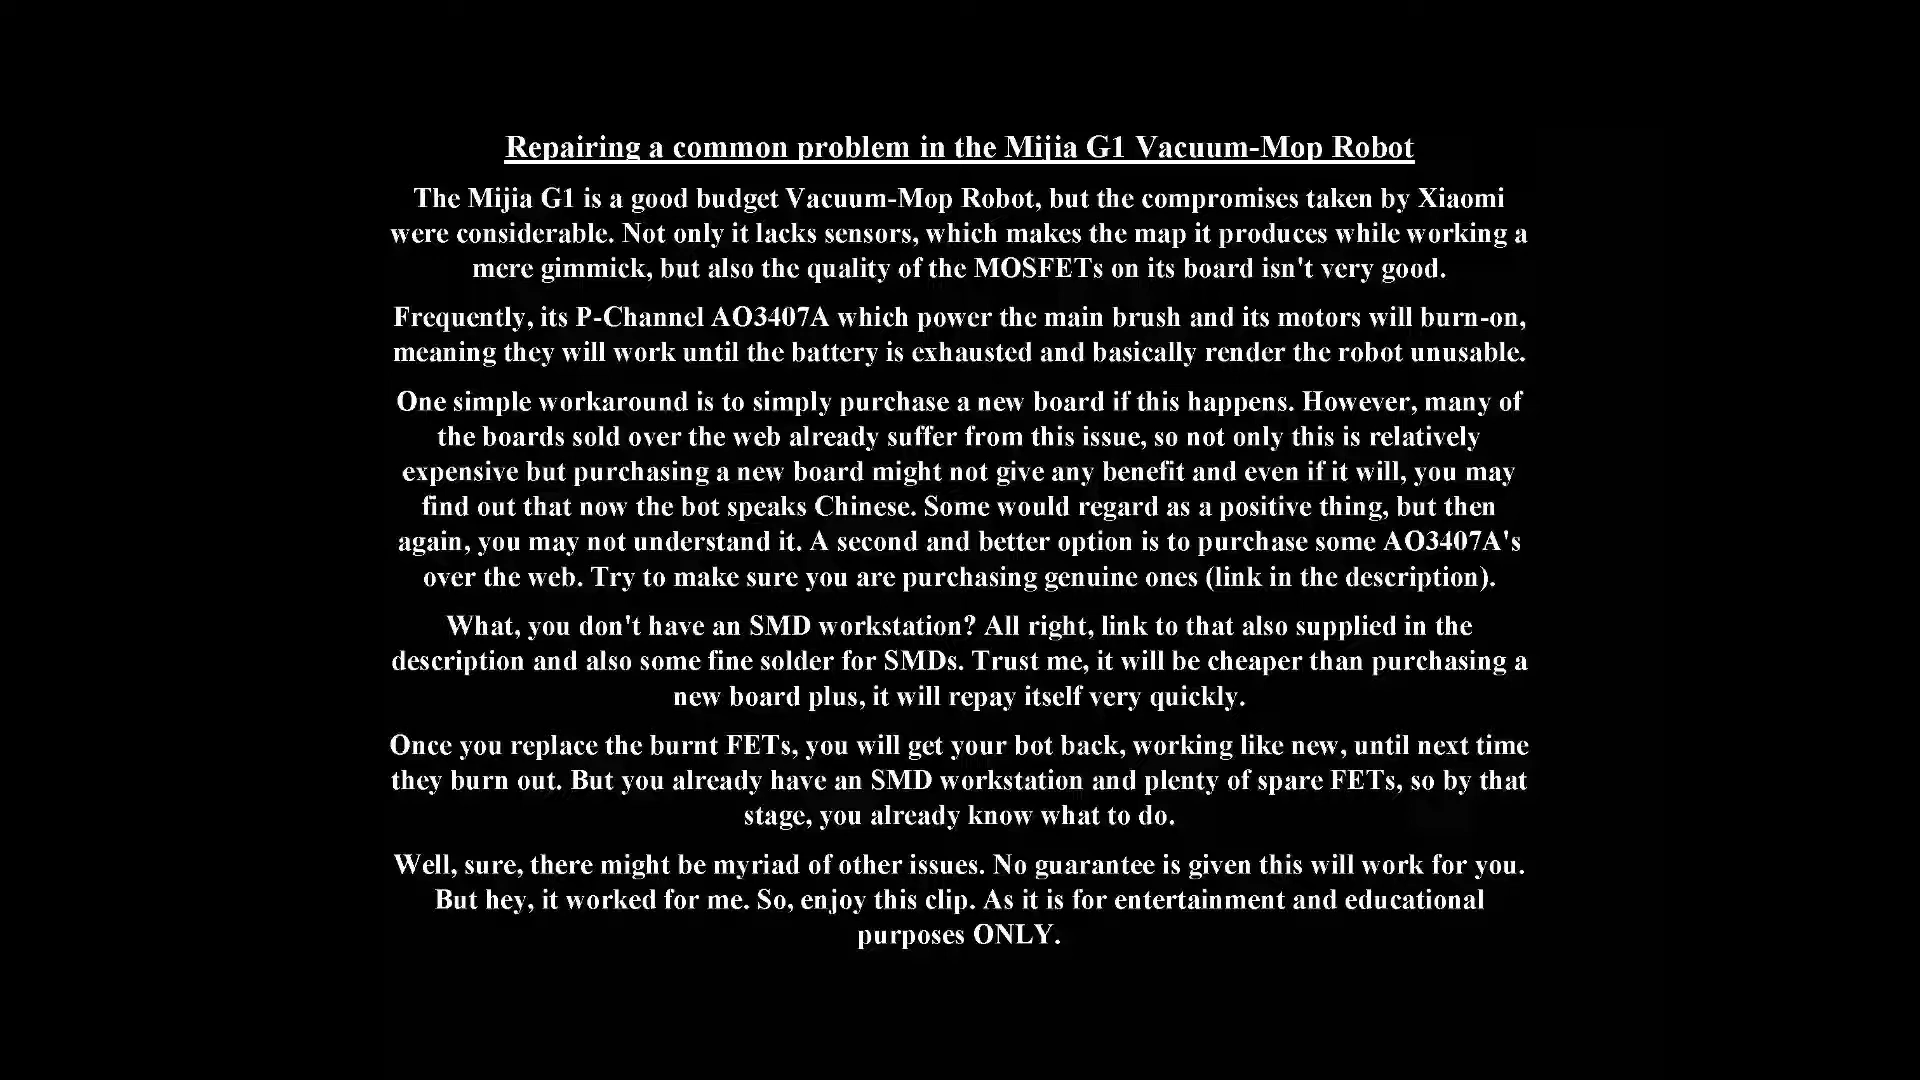 Repairing a common problem in the Mijia G1 Vacuum-Mop Robot
The Mijia G1 is a good budget Vacuum-Mop Robot, but the compromises taken by Xiaomi
were considerable. Not only it lacks sensors, which makes the map it produces while working a
mere gimmick, but also the quality of the MOSFETs on its board isn't very good.
Frequently, its P-Channel AO3407A which power the main brush and its motors will burn-on,
meaning they will work until the battery is exhausted and basically render the robot unusable.
One simple workaround is to simply purchase a new board if this happens. However, many of
the boards sold over the web already suffer from this issue, so not only this is relatively
expensive but purchasing a new board might not give any benefit and even if it will, you may
find out that now the bot speaks Chinese. Some would regard as a positive thing, but then
again, you may not understand it. A second and better option is to purchase some AO3407A's
over the web. Try to make sure you are purchasing genuine ones (link in the description).
What, you don't have an SMD workstation? All right, link to that also supplied in the
description and also some fine solder for SMDs. Trust me, it will be cheaper than purchasing a
new board plus, it will repay itself very quickly.
Once you replace the burnt FETs, you will get your bot back, working like new, until next time
they burn out. But you already have an SMD workstation and plenty of spare FETs, so by that
stage, you already know what to do.
Well, sure, there might be myriad of other issues. No guarantee is given this will work for you.
But hey, it worked for me. So, enjoy this clip. As it is for entertainment and educational
purposes ONLY.